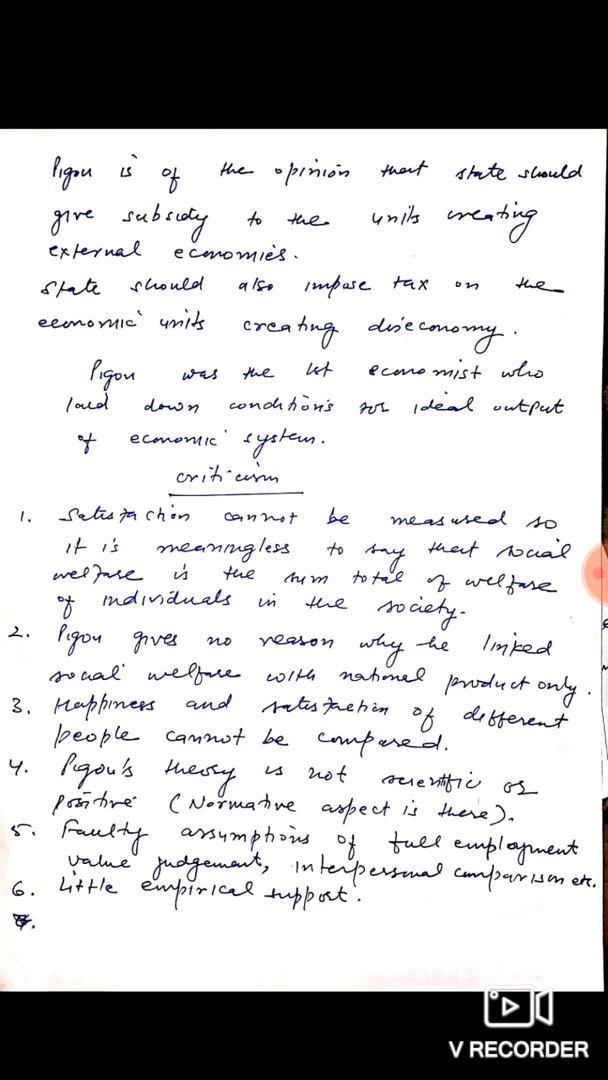 Pigou is of the opinion that state should
give subsidy to the units creating
external economies.
State should also impose tax on the
economic units creating diseconomy.
Pigou was the 1st economist who
laid down conditions for ideal output
of economic system.
criticism
1. Satisfaction cannot be measured so
it is meaningless to say that social
welfare is the sum total of welfare
of individuals in the society.
2. Pigou gives no reason why he linked
social welfare with national product only.
3. Happiness and satisfaction of different
people cannot be compared.
4. Pigou's theory is not scientific or
positive (Normative aspect is there).
5. Faulty assumptions of full employment
value judgement, interpersonal comparison etc.
6. Little empirical support.
V RECORDER